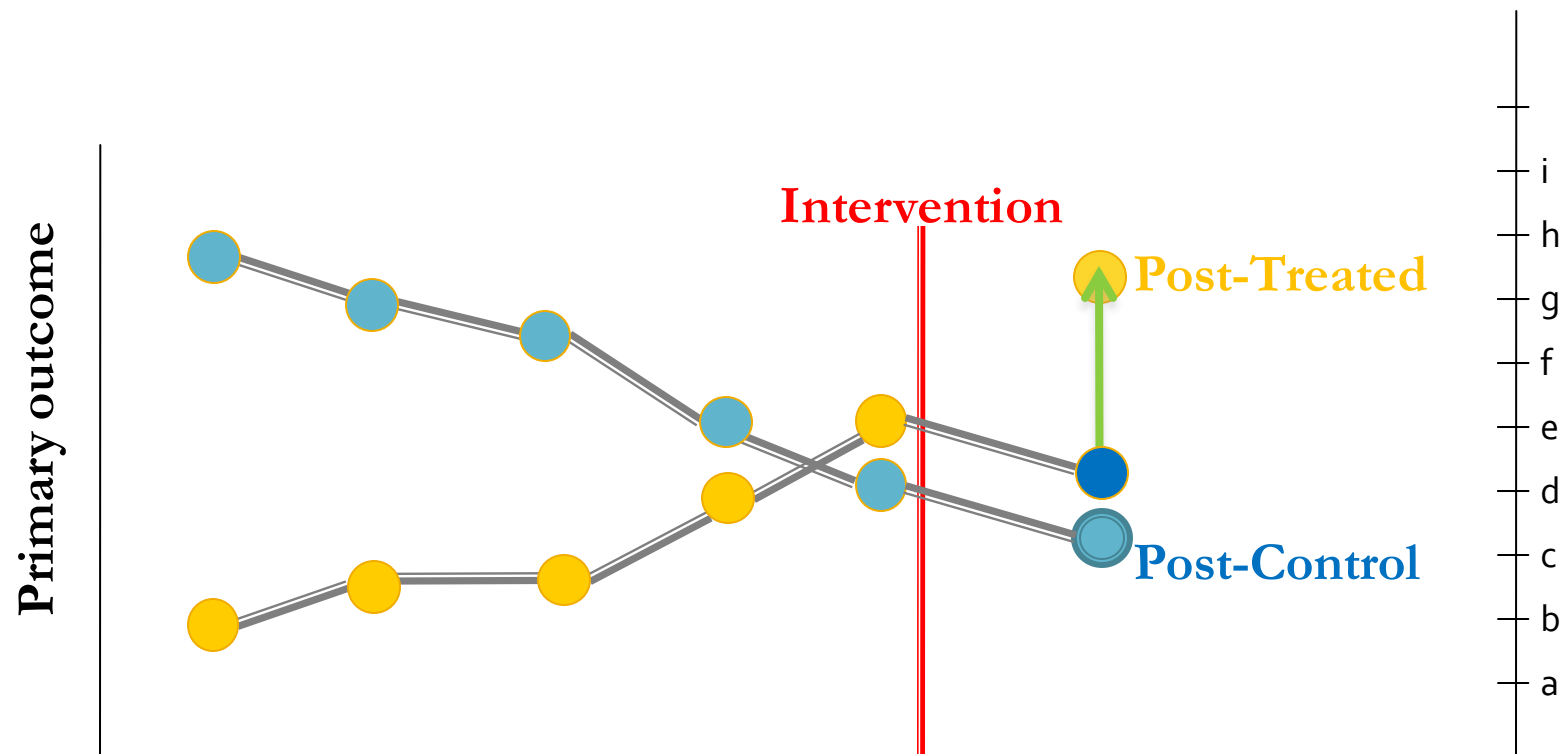 Primary outcome
Intervention
Post-Treated
Post-Control
i
h
g
f
e
d
c
b
a